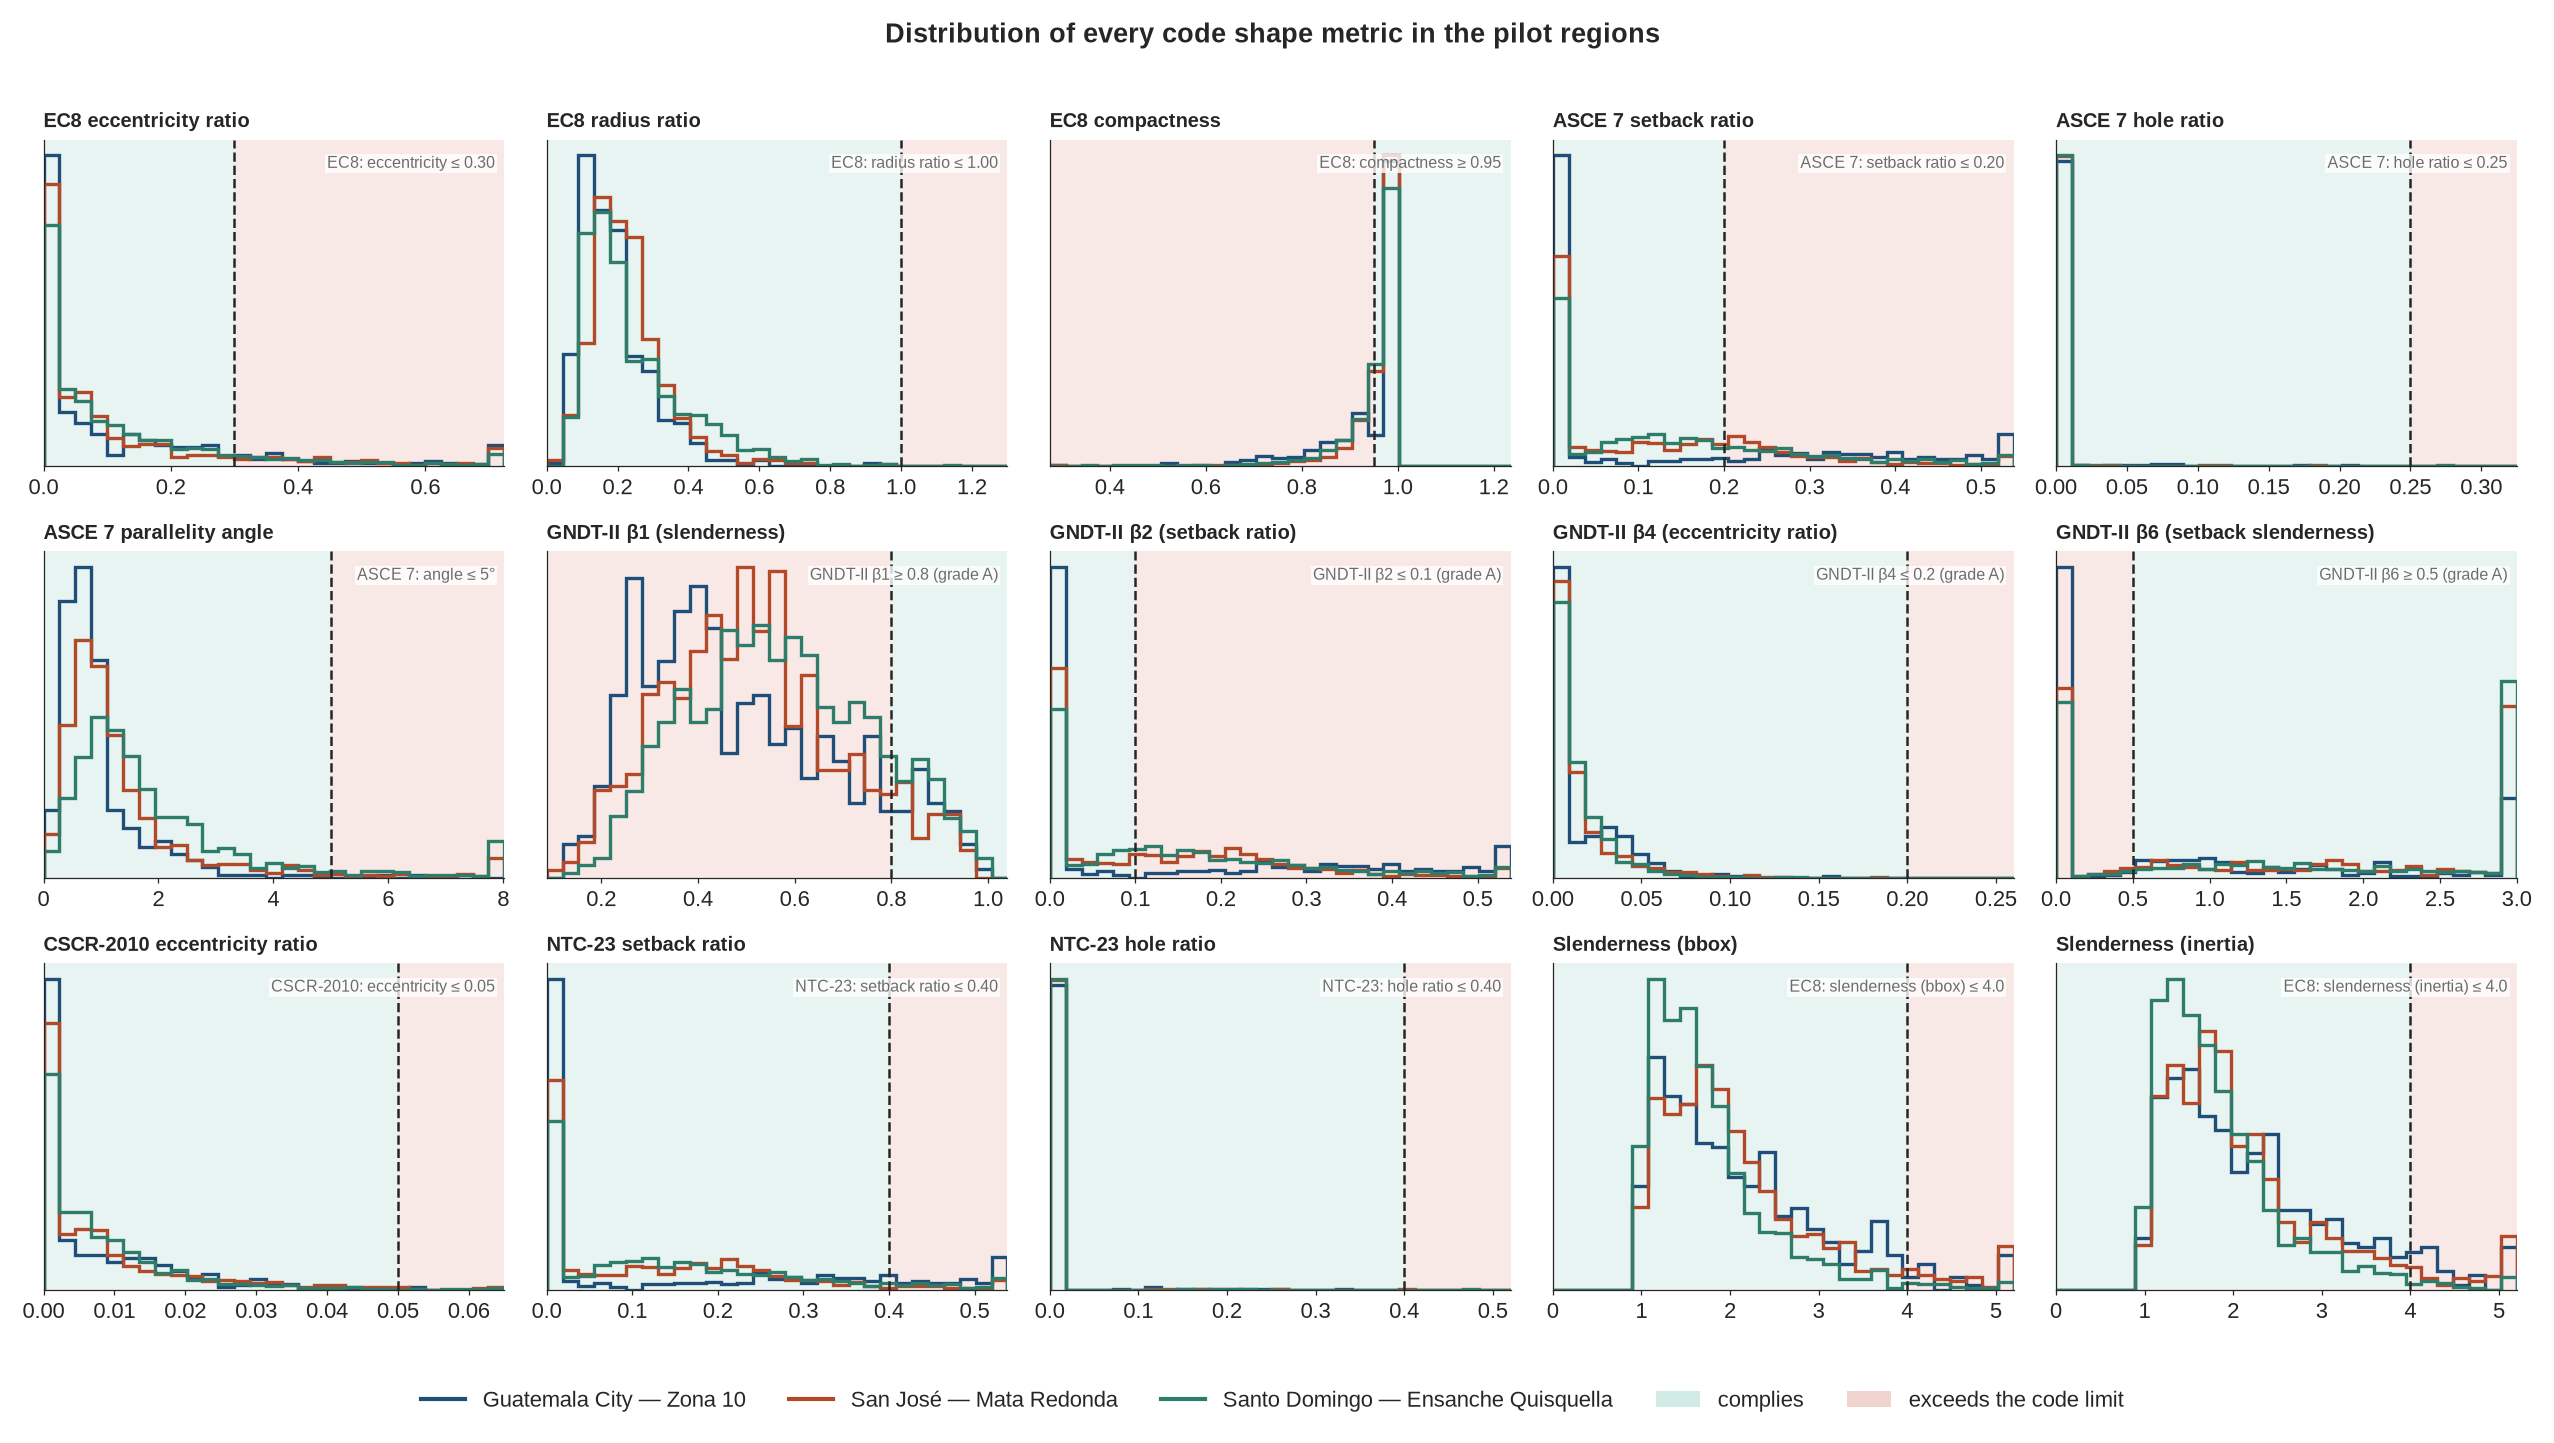 Distribution of every code shape metric in the pilot regions
EC8 eccentricity ratio
EC8: eccentricity ≤ 0.30
0.0 0.2 0.4 0.6
EC8 radius ratio
EC8: radius ratio ≤ 1.00
0.0 0.2 0.4 0.6 0.8 1.0 1.2
EC8 compactness
EC8: compactness ≥ 0.95
0.4 0.6 0.8 1.0 1.2
ASCE 7 setback ratio
ASCE 7: setback ratio ≤ 0.20
0.0 0.1 0.2 0.3 0.4 0.5
ASCE 7 hole ratio
ASCE 7: hole ratio ≤ 0.25
0.00 0.05 0.10 0.15 0.20 0.25 0.30
ASCE 7 parallelity angle
ASCE 7: angle ≤ 5°
0 2 4 6 8
GNDT-II β1 (slenderness)
GNDT-II β1 ≥ 0.8 (grade A)
0.2 0.4 0.6 0.8 1.0
GNDT-II β2 (setback ratio)
GNDT-II β2 ≤ 0.1 (grade A)
0.0 0.1 0.2 0.3 0.4 0.5
GNDT-II β4 (eccentricity ratio)
GNDT-II β4 ≤ 0.2 (grade A)
0.00 0.05 0.10 0.15 0.20 0.25
GNDT-II β6 (setback slenderness)
GNDT-II β6 ≥ 0.5 (grade A)
0.0 0.5 1.0 1.5 2.0 2.5 3.0
CSCR-2010 eccentricity ratio
CSCR-2010: eccentricity ≤ 0.05
0.00 0.01 0.02 0.03 0.04 0.05 0.06
NTC-23 setback ratio
NTC-23: setback ratio ≤ 0.40
0.0 0.1 0.2 0.3 0.4 0.5
NTC-23 hole ratio
NTC-23: hole ratio ≤ 0.40
0.0 0.1 0.2 0.3 0.4 0.5
Slenderness (bbox)
EC8: slenderness (bbox) ≤ 4.0
0 1 2 3 4 5
Slenderness (inertia)
EC8: slenderness (inertia) ≤ 4.0
0 1 2 3 4 5
Guatemala City — Zona 10 San José — Mata Redonda Santo Domingo — Ensanche Quisquella complies exceeds the code limit